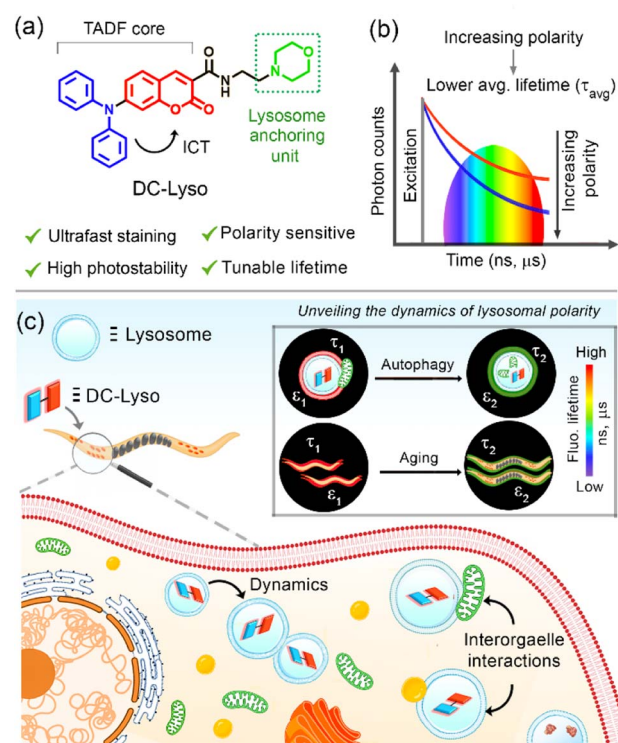 (a)
TADF core
O
N
H
N
O
N
O
O
ICT
Lysosome
anchoring
unit
DC-Lyso
✓ Ultrafast staining
✓ Polarity sensitive
✓ High photostability
✓ Tunable lifetime
(b)
Increasing polarity
Lower avg. lifetime (τavg)
Photon counts
Excitation
Increasing
polarity
Time (ns, μs)
(c)
Lysosome
DC-Lyso
Unveiling the dynamics of lysosomal polarity
τ1
ε1
Autophagy
τ2
ε2
τ1
ε1
Aging
τ2
ε2
High
Fluo. lifetime
ns, μs
Low
Dynamics
Interorgaelle
interactions